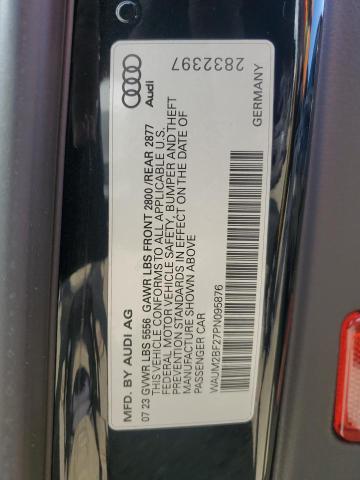 Audi
2832397
MFD. BY AUDI AG
07 23 GVWR LBS 5556 GAWR LBS FRONT 2800 /REAR 2877
CONFORMS TO ALL APPLICABLE
FEDERAL MOTOR VEHICLE SAFETY, BUMPER AND THEFT
PREVENTION STANDARDS IN EFFECT ON THE DATE OF
MANUFACTURE SHOWN ABOVE
PASSENGER CAR
WAUM2BF27PN095876
GERMANY